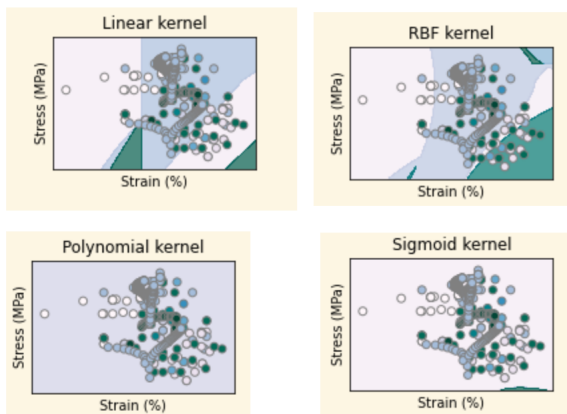 Linear kernel
Stress (MPa)
Strain (%)
RBF kernel
Stress (MPa)
Strain (%)
Polynomial kernel
Stress (MPa)
Strain (%)
Sigmoid kernel
Stress (MPa)
Strain (%)